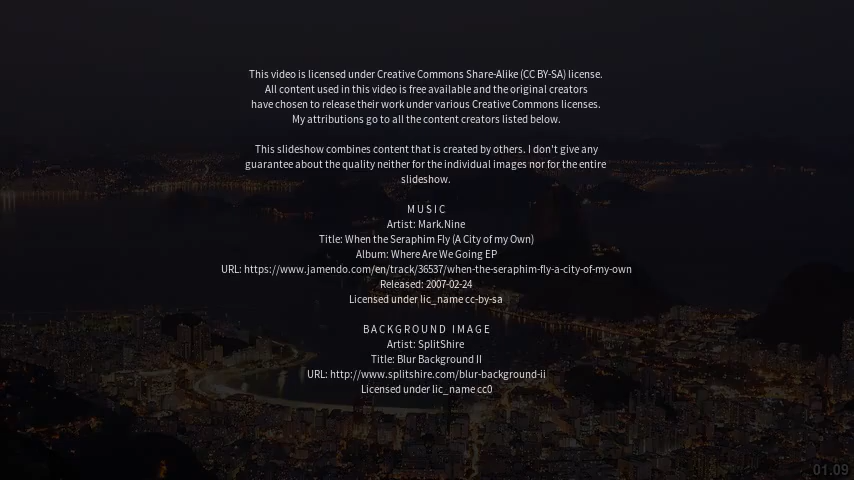 This video is licensed under Creative Commons Share-Alike (CC BY-SA) license.
All content used in this video is free available and the original creators
have chosen to release their work under various Creative Commons licenses.
My attributions go to all the content creators listed below.
This slideshow combines content that is created by others. I don't give any
guarantee about the quality neither for the individual images nor for the entire
slideshow.
MUSIC
Artist: Mark.Nine
Title: When the Seraphim Fly (A City of my Own)
Album: Where Are We Going EP
URL: https://www.jamendo.com/en/track/36537/when-the-seraphim-fly-a-city-of-my-own
Released: 2007-02-24
Licensed under lic_name cc-by-sa
BACKGROUND IMAGE
Artist: SplitShire
Title: Blur Background II
URL: http://www.splitshire.com/blur-background-ii
Licensed under lic_name cc0
01.09